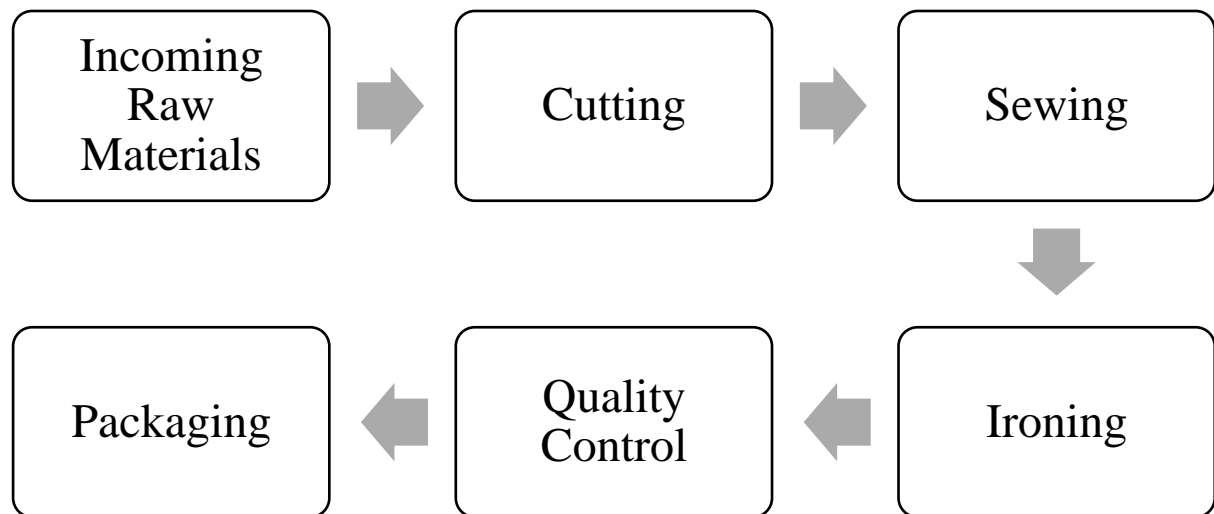 Incoming
Raw
Materials
Cutting
Sewing
Ironing
Quality
Control
Packaging